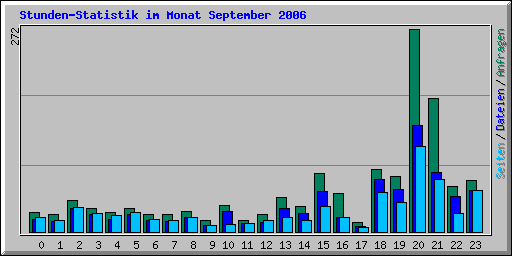 Stunden-Statistik im Monat September 2006
272
Seiten / Dateien / Anfragen
0 1 2 3 4 5 6 7 8 9 10 11 12 13 14 15 16 17 18 19 20 21 22 23